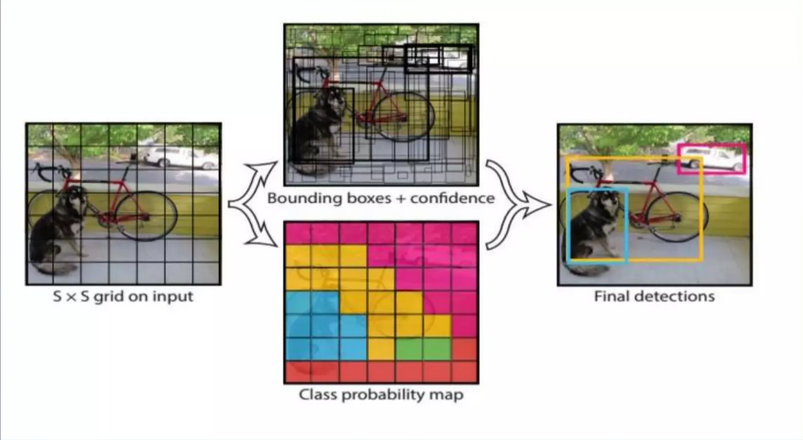 Bounding boxes + confidence
S × S grid on input
Final detections
Class probability map